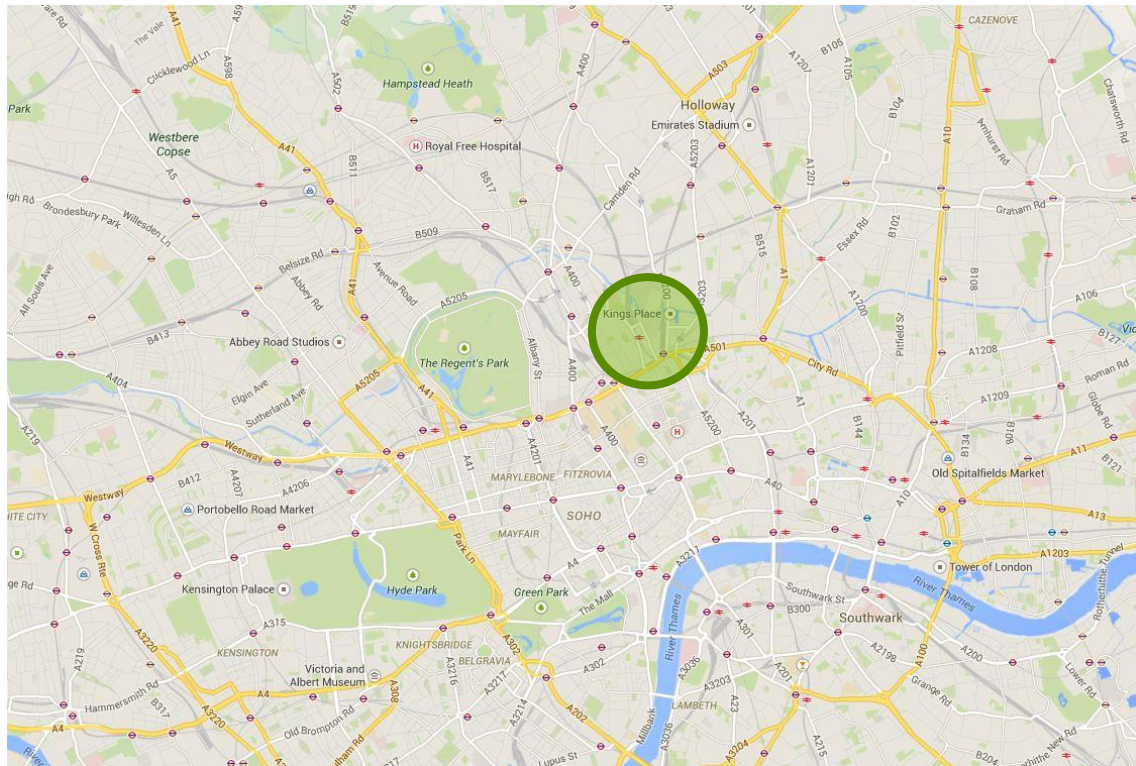 CAZENOVE
A41
A598
A502
B519
A400
A1207
B105
A105
A503
A10
The Vale
Cricklewood Ln
Hampstead Heath
Holloway
Chatsworth Rd
Park
Westbere
Copse
A41
Emirates Stadium
B104
Amhurst Rd
Royal Free Hospital
A5
B511
B517
A5203
A1201
Camden Rd
Willesden Ln
Brondesbury Park
Graham Rd
Essex Rd
B102
B509
Belsize Rd
Avenue Road
B515
All Souls Ave
Abbey Rd
A41
A400
A1
B108
A106
A5205
Kings Place
A5203
A1200
B413
Abbey Road Studios
Albany St
A501
Pitfield St
B127
The Regent's Park
A1208
A404
A5205
A400
City Rd
Roman Rd
Elgin Ave
A41
A1209
Sutherland Ave
Globe Rd
A219
A400
A5200
A201
A1
B144
B134
B108
Westway
A4201
A41
A11
B121
B412
A4207
A4206
MARYLEBONE
FITZROVIA
A40
A10
Old Spitalfields Market
Westway
Portobello Road Market
SOHO
A13
W Cross Rte
Park Ln
MAYFAIR
A3217
A1203
A4
Tower of London
Kensington Palace
Hyde Park
Green Park
The Mall
River Thames
Southwark St
B300
Rotherhithe Tunnel
River Thames
Southwark
A315
A301
A3220
KENSINGTON
KNIGHTSBRIDGE
A302
A302
A100
A2198
A200
A219
BELGRAVIA
A3036
A201
Victoria and
Albert Museum
A3216
A3217
A3203
Lower Rd
Hammersmith Rd
A4
A308
Grange Rd
B317
A3214
A23
LAMBETH
A4
A3220
Old Brompton Rd
A202
Millbank
A3036
A3204
A215
Lupus St
B204